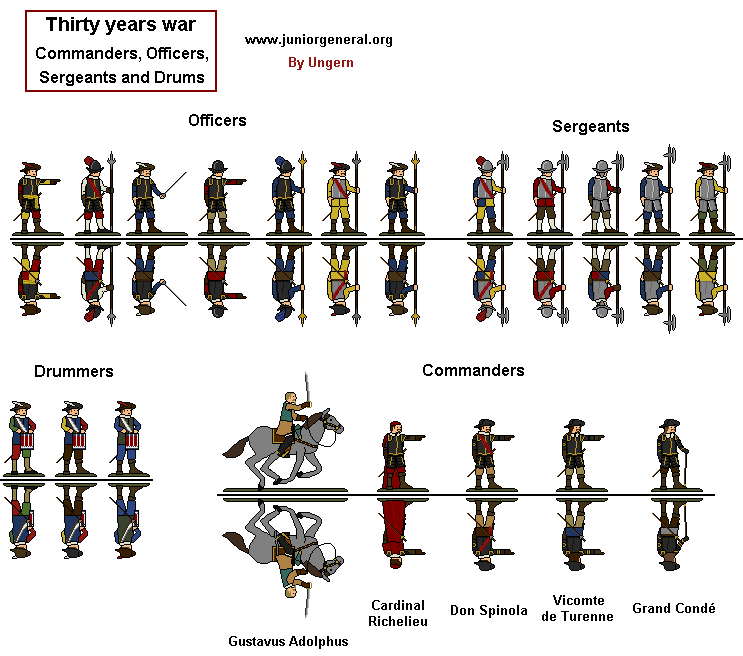 Thirty years war
Commanders, Officers,
Sergeants and Drums
www.juniorgeneral.org
By Ungern
Officers
Sergeants
Drummers
Commanders
Gustavus Adolphus
Cardinal
Richelieu
Don Spinola
Vicomte
de Turenne
Grand Condé